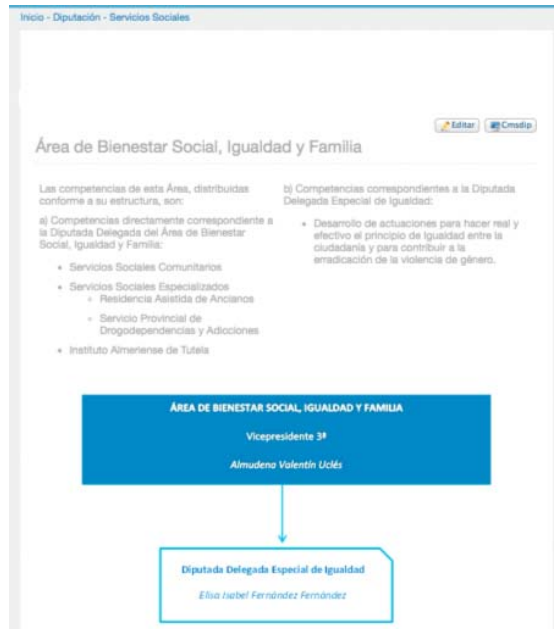 Inicio - Diputación - Servicios Sociales
Editar
Cmsdip
Área de Bienestar Social, Igualdad y Familia
Las competencias de esta Área, distribuidas
conforme a su estructura, son:
a) Competencias directamente correspondiente a
la Diputada Delegada del Área de Bienestar
Social, Igualdad y Familia:
Servicios Sociales Comunitarios
Servicios Sociales Especializados
Residencia Asistida de Ancianos
Servicio Provincial de
Drogodependencias y Adicciones
Instituto Almeriense de Tutela
b) Competencias correspondientes a la Diputada
Delegada Especial de Igualdad:
Desarrollo de actuaciones para hacer real y
efectivo el principio de Igualdad entre la
ciudadanía y para contribuir a la
erradicación de la violencia de género.
ÁREA DE BIENESTAR SOCIAL, IGUALDAD Y FAMILIA
Vicepresidente 3ª
Almudena Valentín Uclés
Diputada Delegada Especial de Igualdad
Elisa Isabel Fernández Fernández